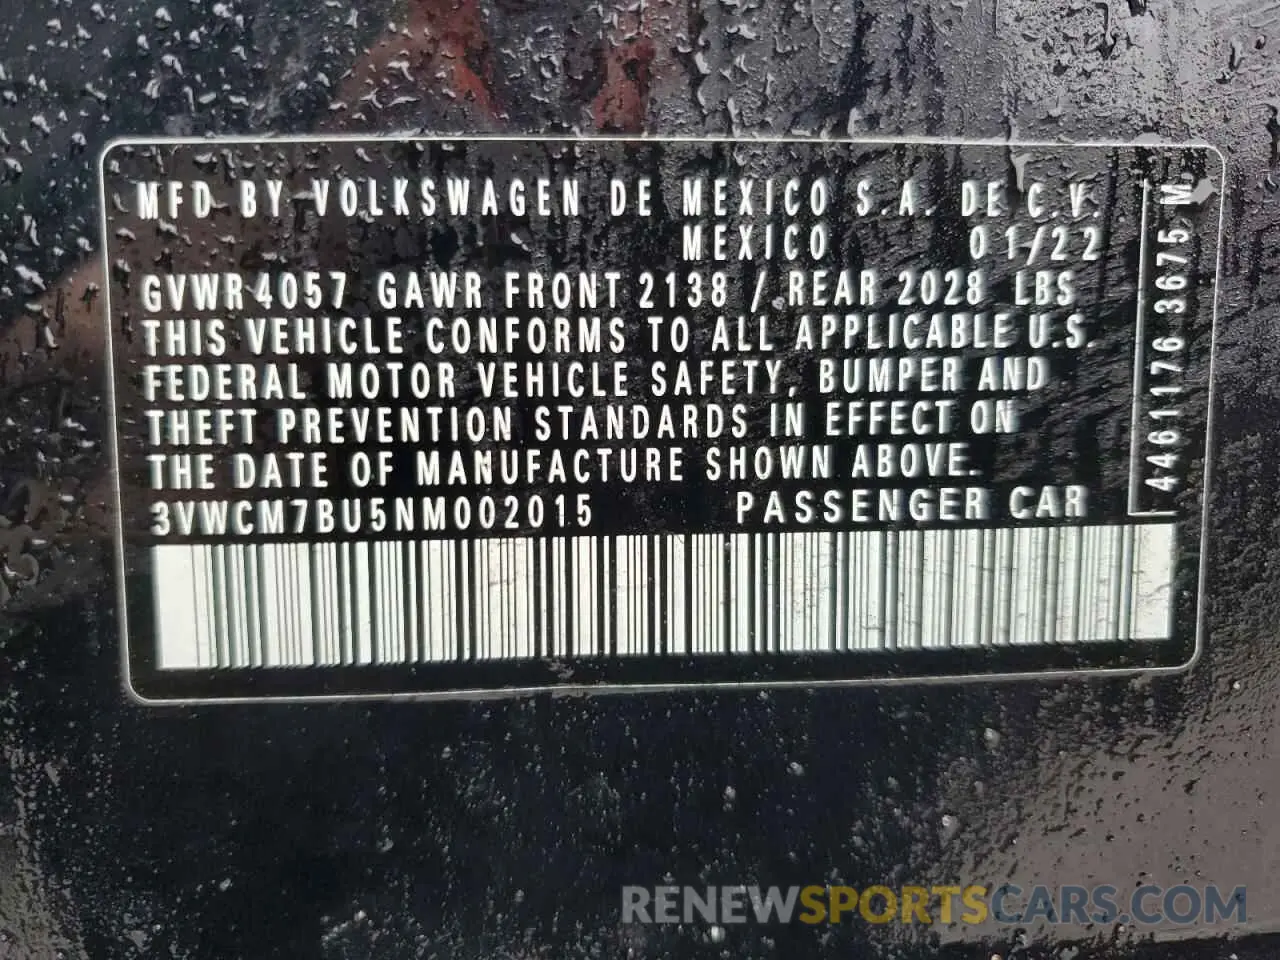 MFD BY VOLKSWAGEN DE MEXICO S.A. DE C.V.
MEXICO 01/22
GVWR 4057 GAWR FRONT 2138 / REAR 2028 LBS
THIS VEHICLE CONFORMS TO ALL APPLICABLE U.S.
FEDERAL MOTOR VEHICLE SAFETY, BUMPER AND
THEFT PREVENTION STANDARDS IN EFFECT ON
THE DATE OF MANUFACTURE SHOWN ABOVE.
3VWCM7BU5NM002015 PASSENGER CAR
4461176 3675 M
RENEWSPORTSCARS.COM